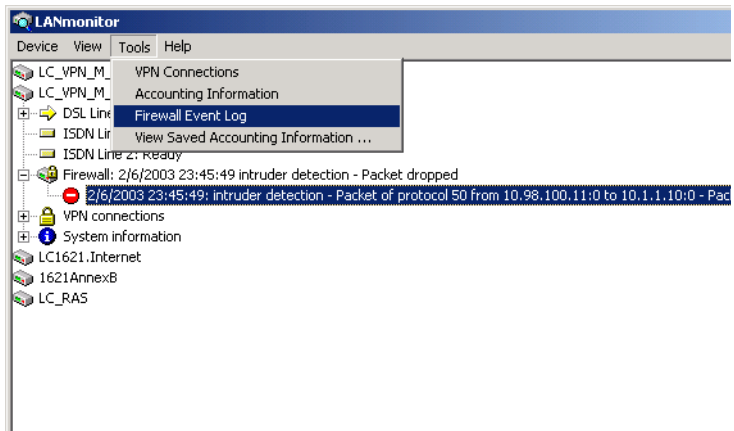 LANmonitor
Device View Tools Help
LC_VPN_M_
LC_VPN_M_
DSL Line
ISDN Lin
ISDN Line 2: Ready
VPN Connections
Accounting Information
Firewall Event Log
View Saved Accounting Information ...
Firewall: 2/6/2003 23:45:49 intruder detection - Packet dropped
2/6/2003 23:45:49: intruder detection - Packet of protocol 50 from 10.98.100.11:0 to 10.1.1.10:0 - Pac
VPN connections
System information
LC1621.Internet
1621AnnexB
LC_RAS